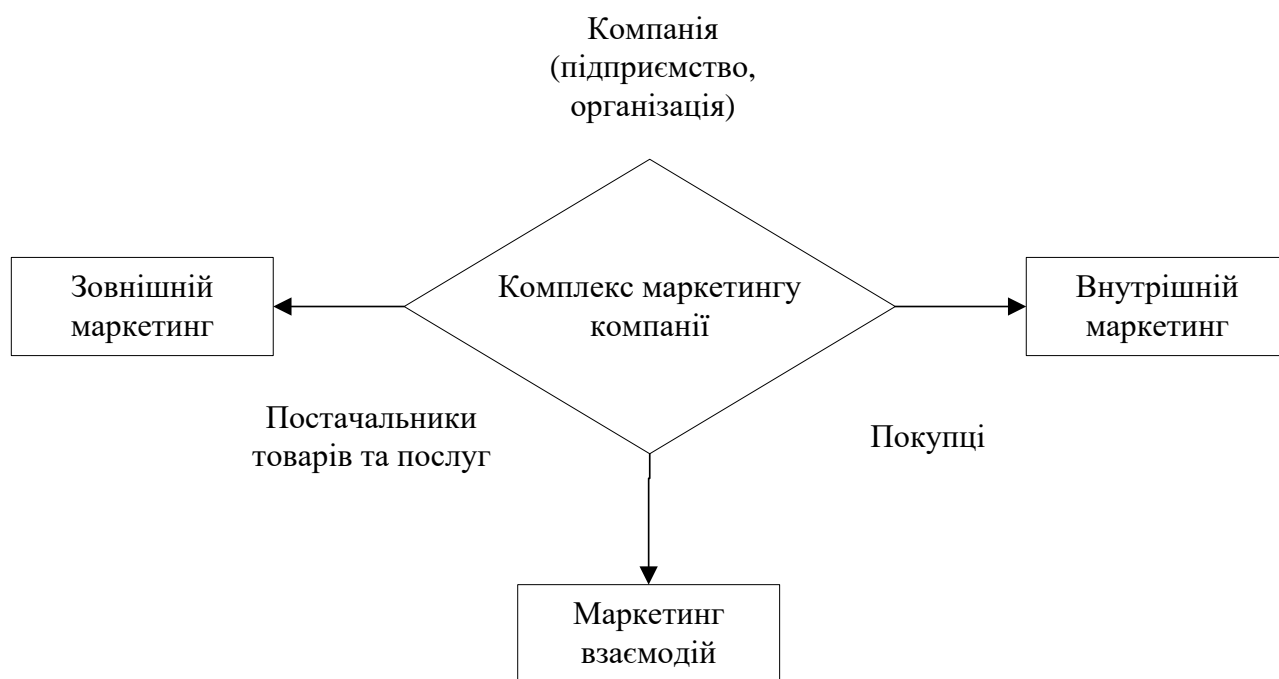 Компанія
(підприємство,
організація)
Зовнішній
маркетинг
Комплекс маркетингу
компанії
Внутрішній
маркетинг
Постачальники
товарів та послуг
Покупці
Маркетинг
взаємодій